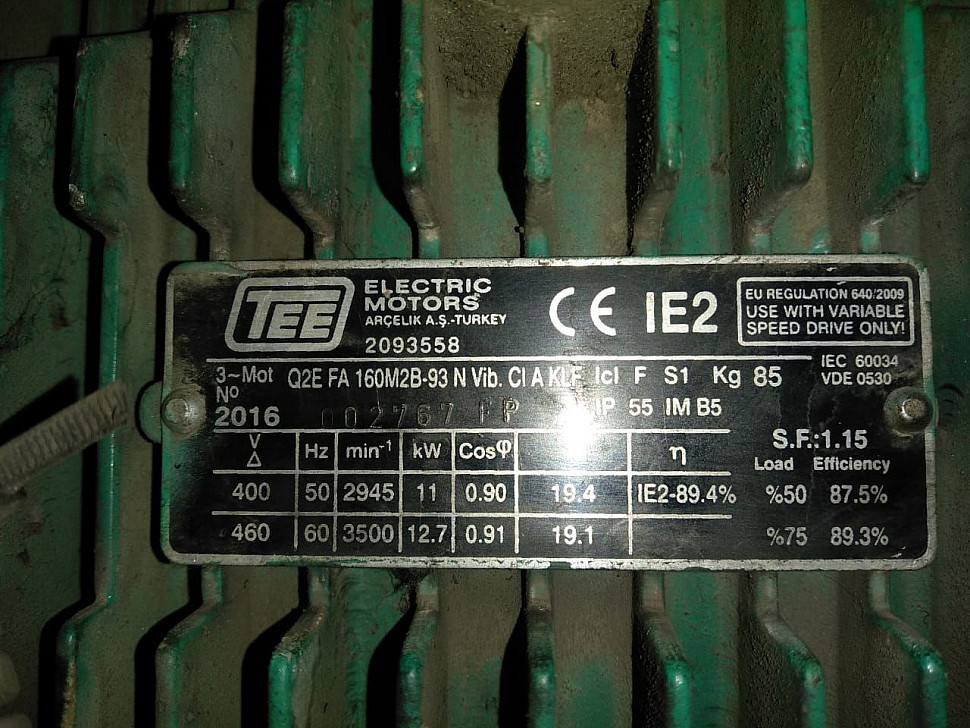 TEE
ELECTRIC
MOTORS
ARÇELIK A.Ş.-TURKEY
2093558
CE IE2
EU REGULATION 640/2009
USE WITH VARIABLE
SPEED DRIVE ONLY!
3~Mot Q2E FA 160M2B-93 N Vib. Cl A KLF Icl F S1 Kg 85
IEC 60034
VDE 0530
Nº
2016 002767 FP IP 55 IM B5
V
Δ Hz min⁻¹ kW Cosφ η
400 50 2945 11 0.90 19.4 IE2-89.4%
460 60 3500 12.7 0.91 19.1
S.F.:1.15
Load Efficiency
%50 87.5%
%75 89.3%